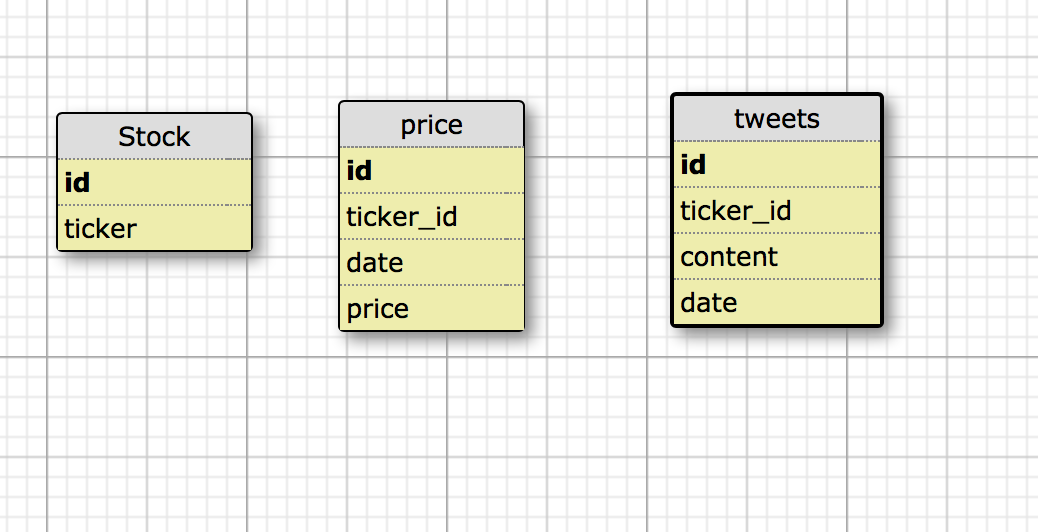 Stock
id
ticker
price
id
ticker_id
date
price
tweets
id
ticker_id
content
date